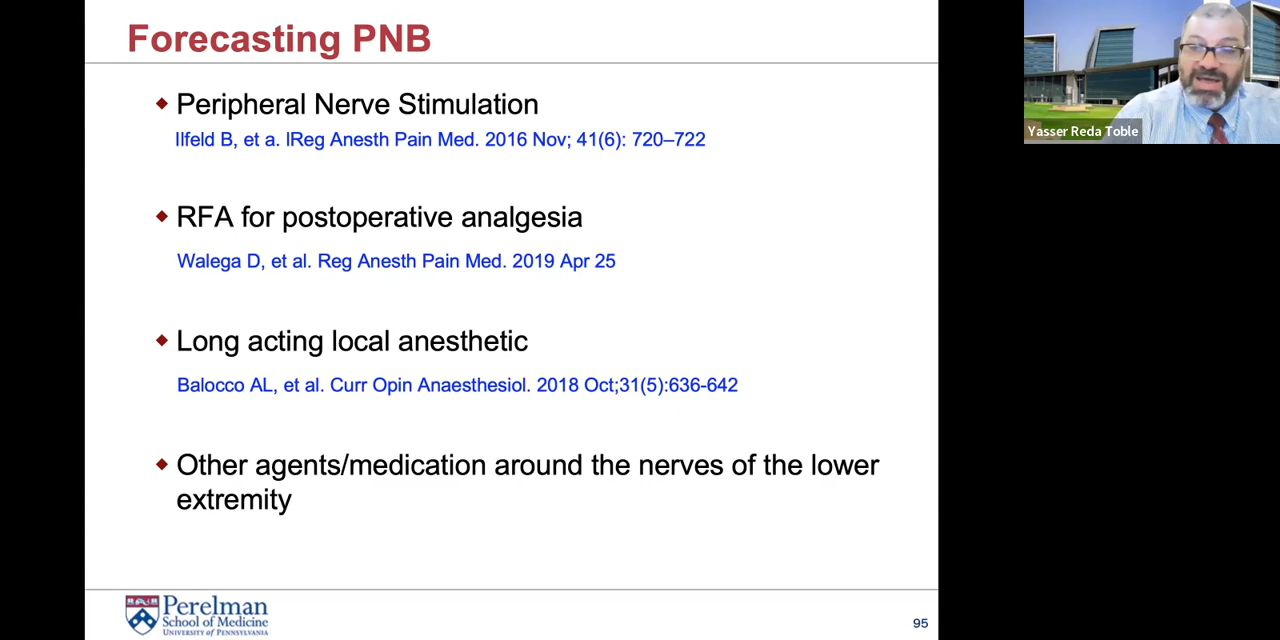 Forecasting PNB
Peripheral Nerve Stimulation
Ilfeld B, et a. lReg Anesth Pain Med. 2016 Nov; 41(6): 720–722
RFA for postoperative analgesia
Walega D, et al. Reg Anesth Pain Med. 2019 Apr 25
Long acting local anesthetic
Balocco AL, et al. Curr Opin Anaesthesiol. 2018 Oct;31(5):636-642
Other agents/medication around the nerves of the lower
extremity
Perelman
School of Medicine
University of Pennsylvania
95
Yasser Reda Toble